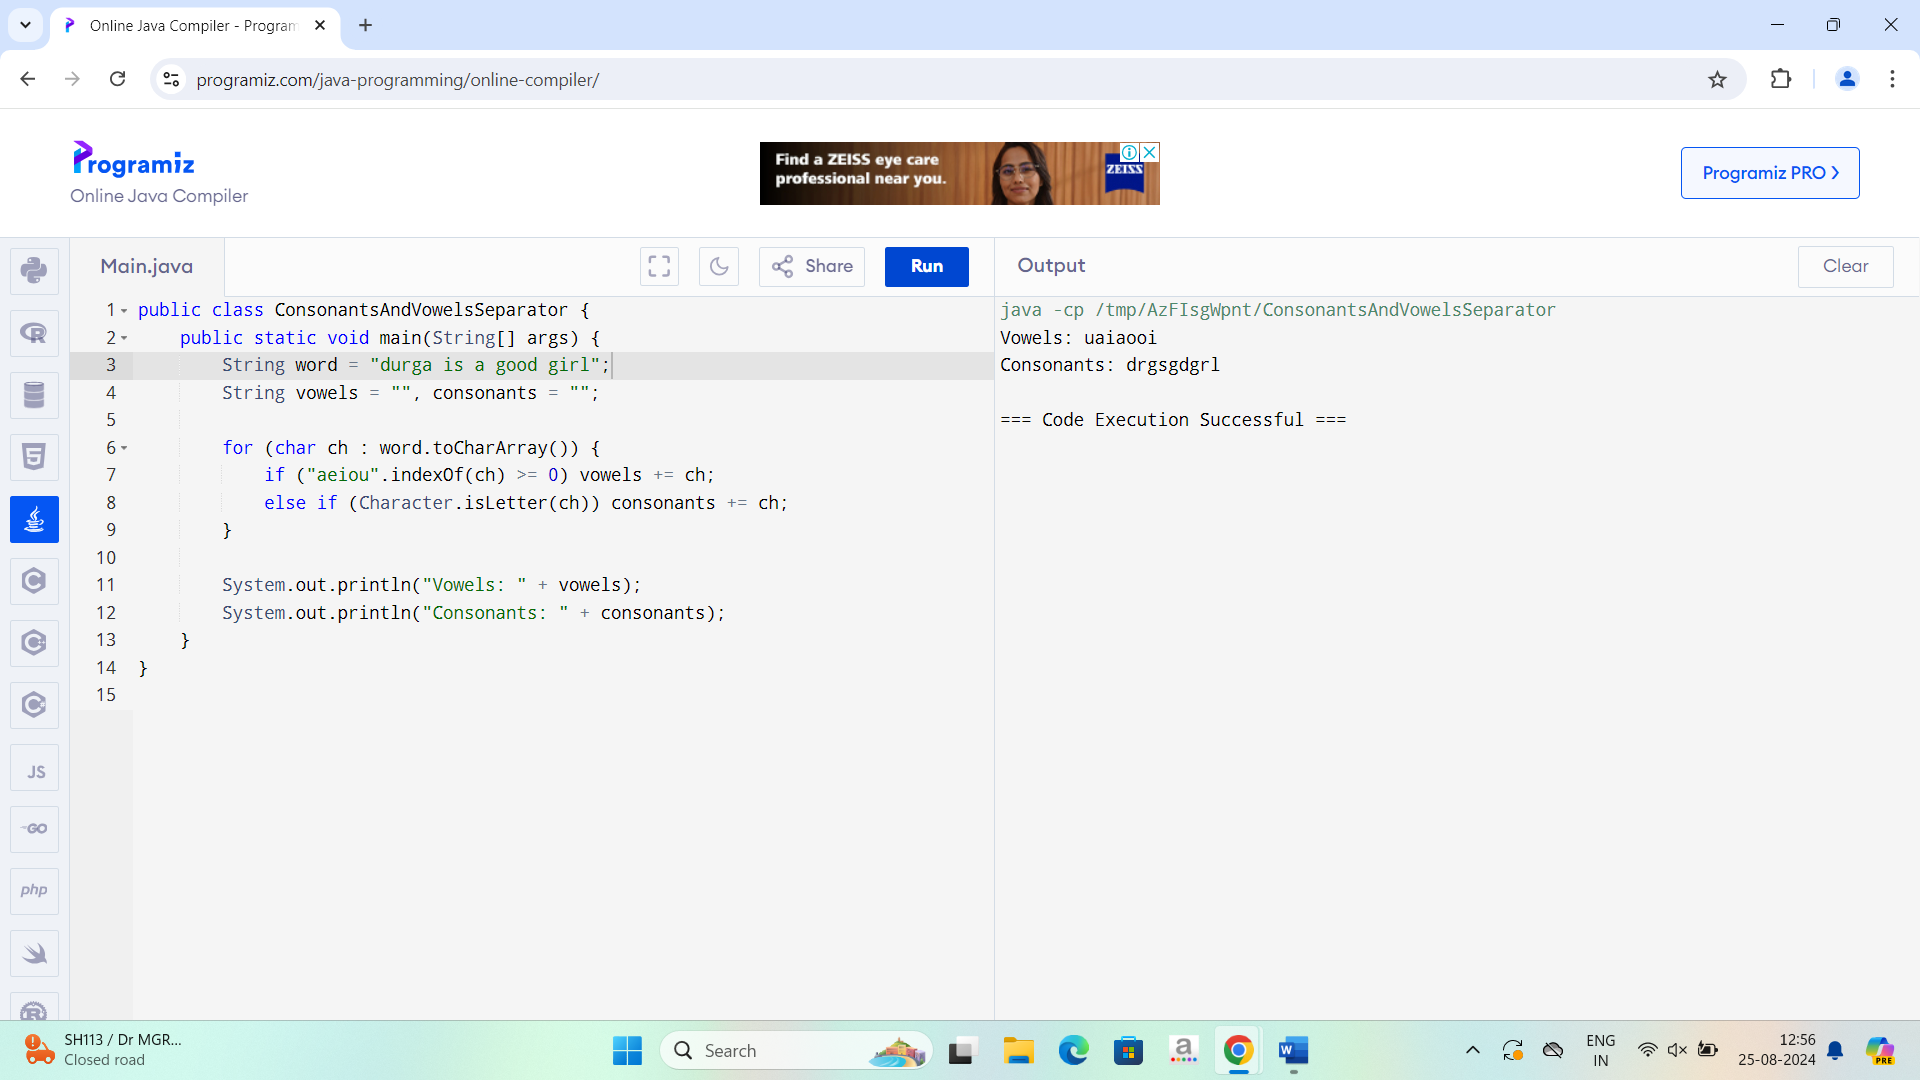 Online Java Compiler - Program
programiz.com/java-programming/online-compiler/
Programiz
Online Java Compiler
Find a ZEISS eye care
professional near you.
ZEISS
Programiz PRO
Main.java
Share
Run
Output
Clear
1 public class ConsonantsAndVowelsSeparator {
2 public static void main(String[] args) {
3 String word = "durga is a good girl";
4 String vowels = "", consonants = "";
5
6 for (char ch : word.toCharArray()) {
7 if ("aeiou".indexOf(ch) >= 0) vowels += ch;
8 else if (Character.isLetter(ch)) consonants += ch;
9 }
10
11 System.out.println("Vowels: " + vowels);
12 System.out.println("Consonants: " + consonants);
13 }
14 }
15
java -cp /tmp/AzFIsgWpnt/ConsonantsAndVowelsSeparator
Vowels: uaiaooi
Consonants: drgsgdgrl
=== Code Execution Successful ===
JS
GO
php
SH113 / Dr MGR...
Closed road
Search
ENG
IN
12:56
25-08-2024
PRE